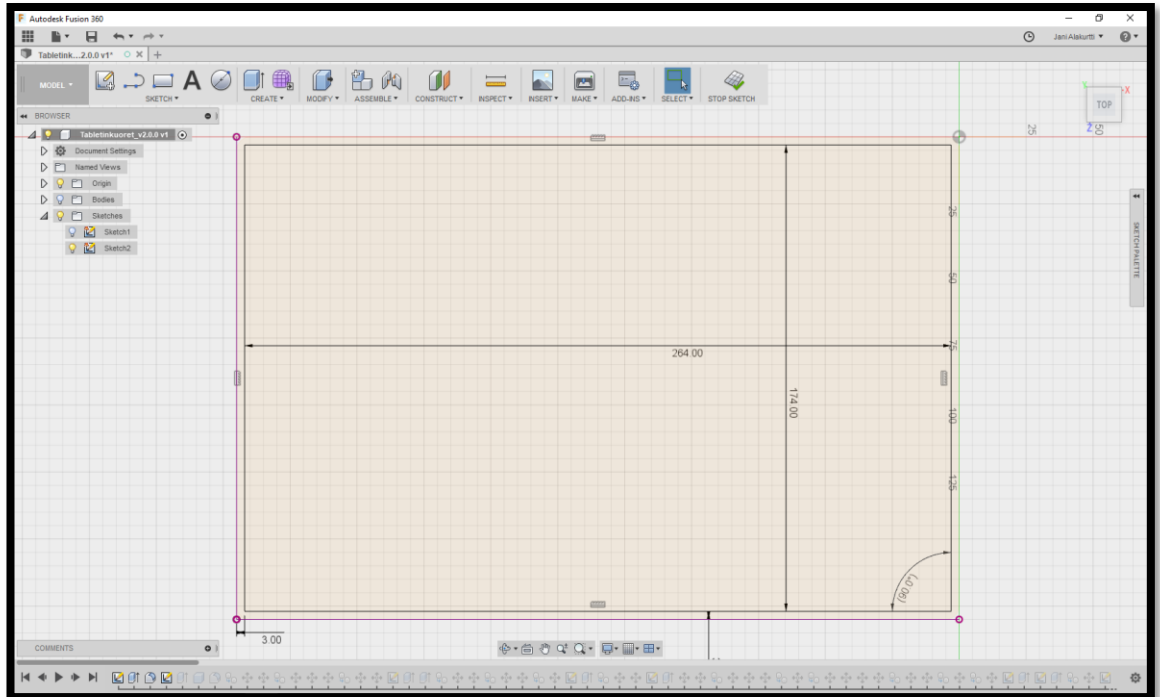 Autodesk Fusion 360
Jani Alakurtti
Tabletink...2.0.0 v1*
MODEL
SKETCH
CREATE
MODIFY
ASSEMBLE
CONSTRUCT
INSPECT
INSERT
MAKE
ADD-INS
SELECT
STOP SKETCH
TOP
X
Z
BROWSER
Tabletinkuoret_v2.0.0 v1
Document Settings
Named Views
Origin
Bodies
Sketches
Sketch1
Sketch2
25
50
25
50
75
100
125
264.00
174.00
(90.0°)
3.00
SKETCH PALETTE
COMMENTS